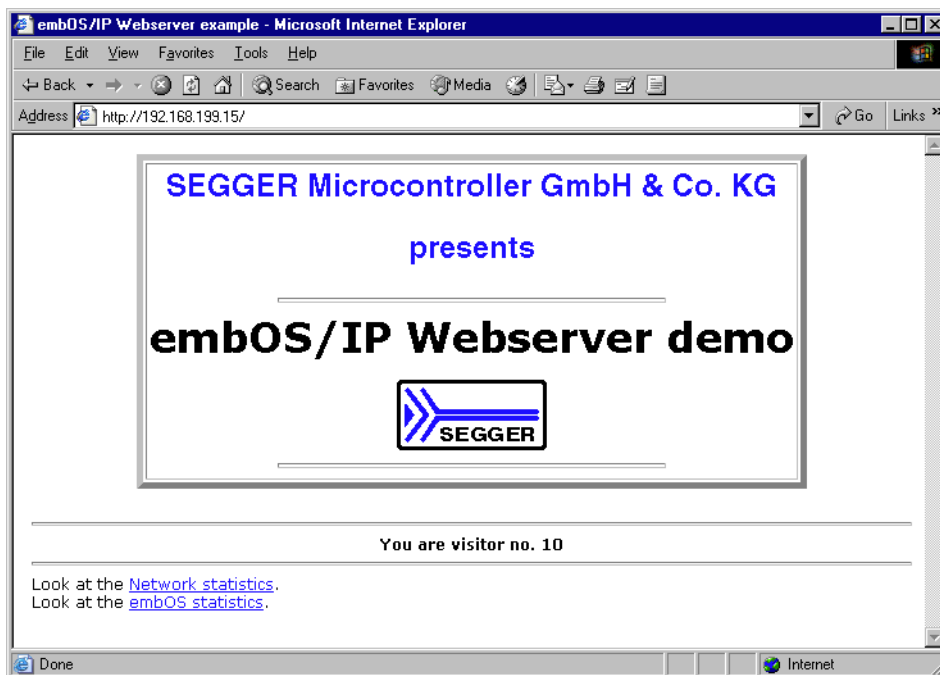 embOS/IP Webserver example - Microsoft Internet Explorer
File Edit View Favorites Tools Help
Back Search Favorites Media
Address http://192.168.199.15/ Go Links »
SEGGER Microcontroller GmbH & Co. KG
presents
embOS/IP Webserver demo
SEGGER
You are visitor no. 10
Look at the Network statistics.
Look at the embOS statistics.
Done Internet